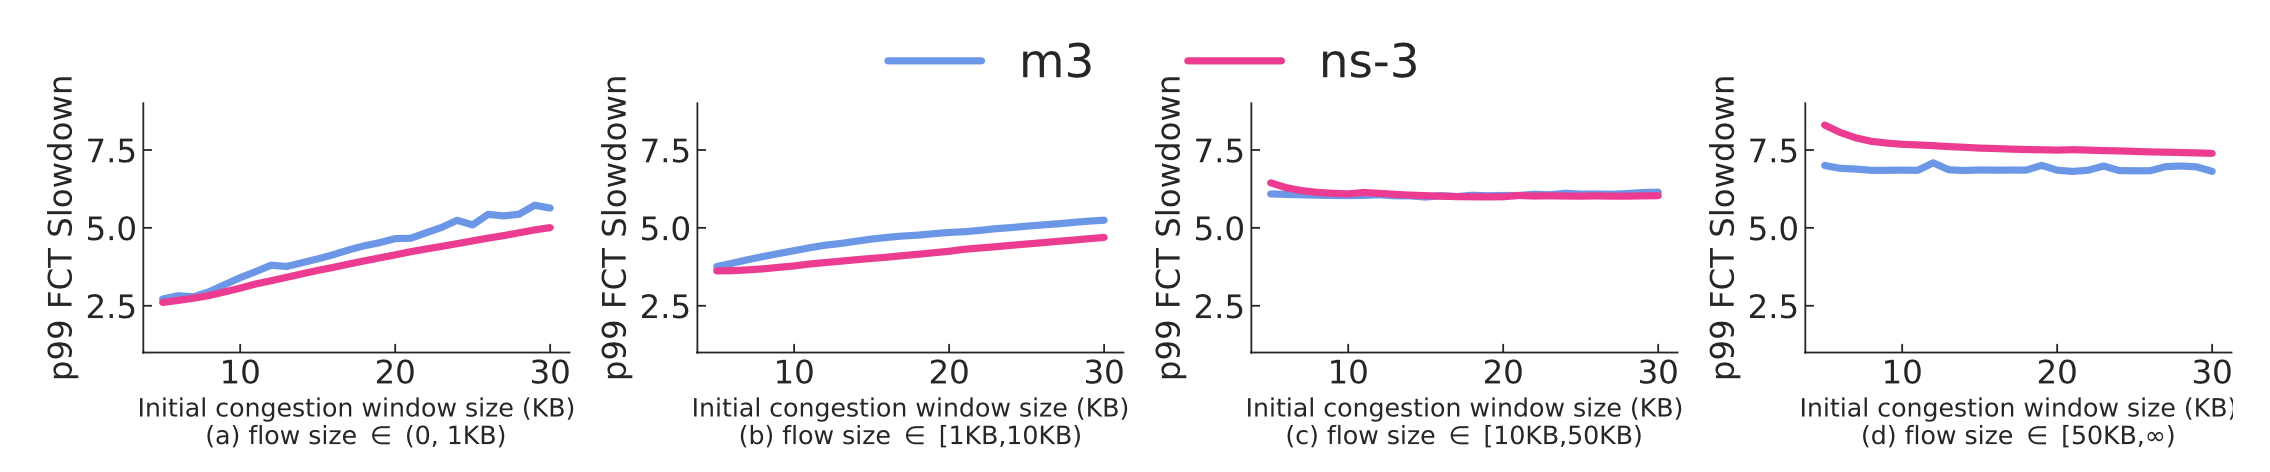 m3
ns-3
p99 FCT Slowdown
7.5
5.0
2.5
10
20
30
Initial congestion window size (KB)
(a) flow size ∈ (0, 1KB)
p99 FCT Slowdown
7.5
5.0
2.5
10
20
30
Initial congestion window size (KB)
(b) flow size ∈ [1KB,10KB)
p99 FCT Slowdown
7.5
5.0
2.5
10
20
30
Initial congestion window size (KB)
(c) flow size ∈ [10KB,50KB)
p99 FCT Slowdown
7.5
5.0
2.5
10
20
30
Initial congestion window size (KB)
(d) flow size ∈ [50KB,∞)